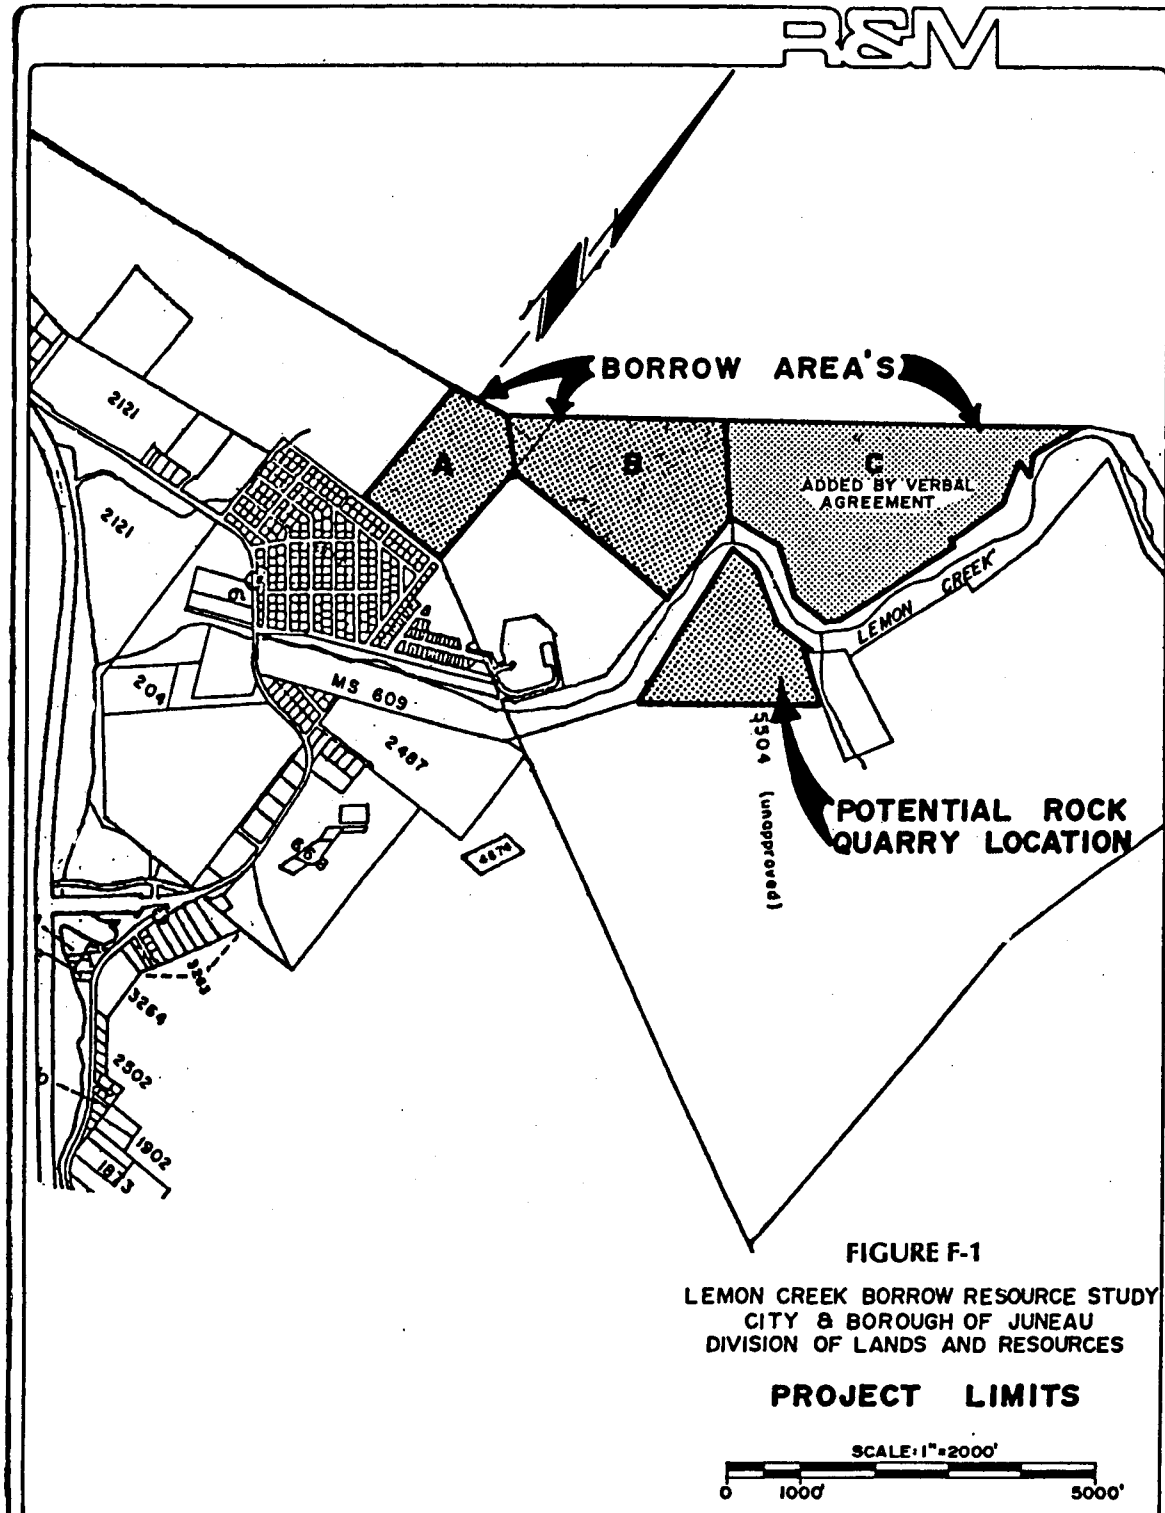 R&M
BORROW AREA'S
2121
A
B
C
ADDED BY VERBAL
AGREEMENT
2121
LEMON CREEK
204
MS 609
2487
5504 (unapproved)
POTENTIAL ROCK
QUARRY LOCATION
3264
2502
1902
1873
FIGURE F-1
LEMON CREEK BORROW RESOURCE STUDY
CITY & BOROUGH OF JUNEAU
DIVISION OF LANDS AND RESOURCES
PROJECT LIMITS
SCALE: 1"=2000'
0 1000' 5000'